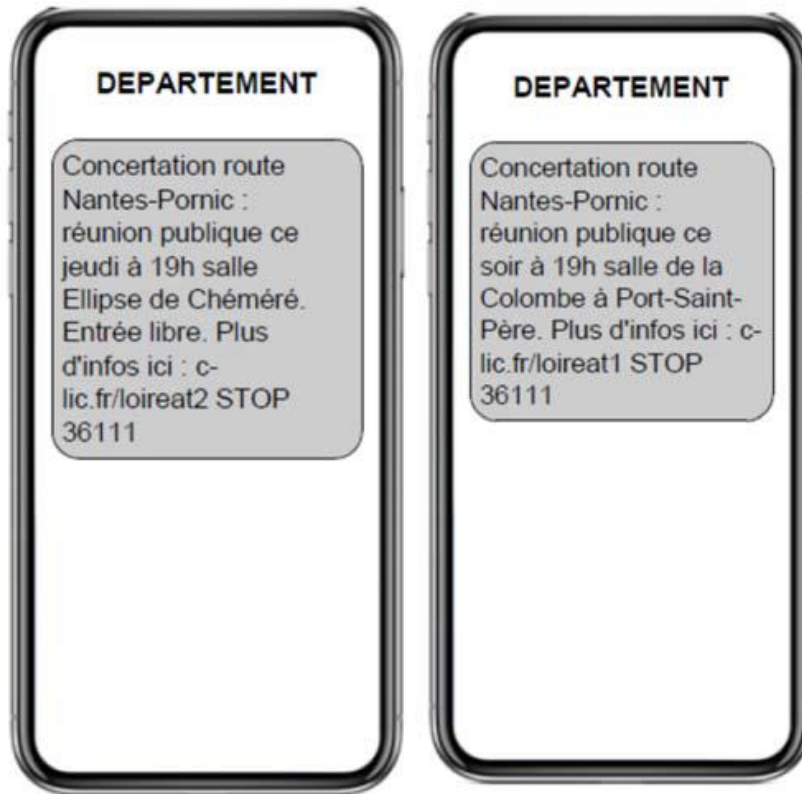 DEPARTEMENT
Concertation route
Nantes-Pornic :
réunion publique ce
jeudi à 19h salle
Ellipse de Chéméré.
Entrée libre. Plus
d'infos ici : c-
lic.fr/loireat2 STOP
36111
DEPARTEMENT
Concertation route
Nantes-Pornic :
réunion publique ce
soir à 19h salle de la
Colombe à Port-Saint-
Père. Plus d'infos ici : c-
lic.fr/loireat1 STOP
36111